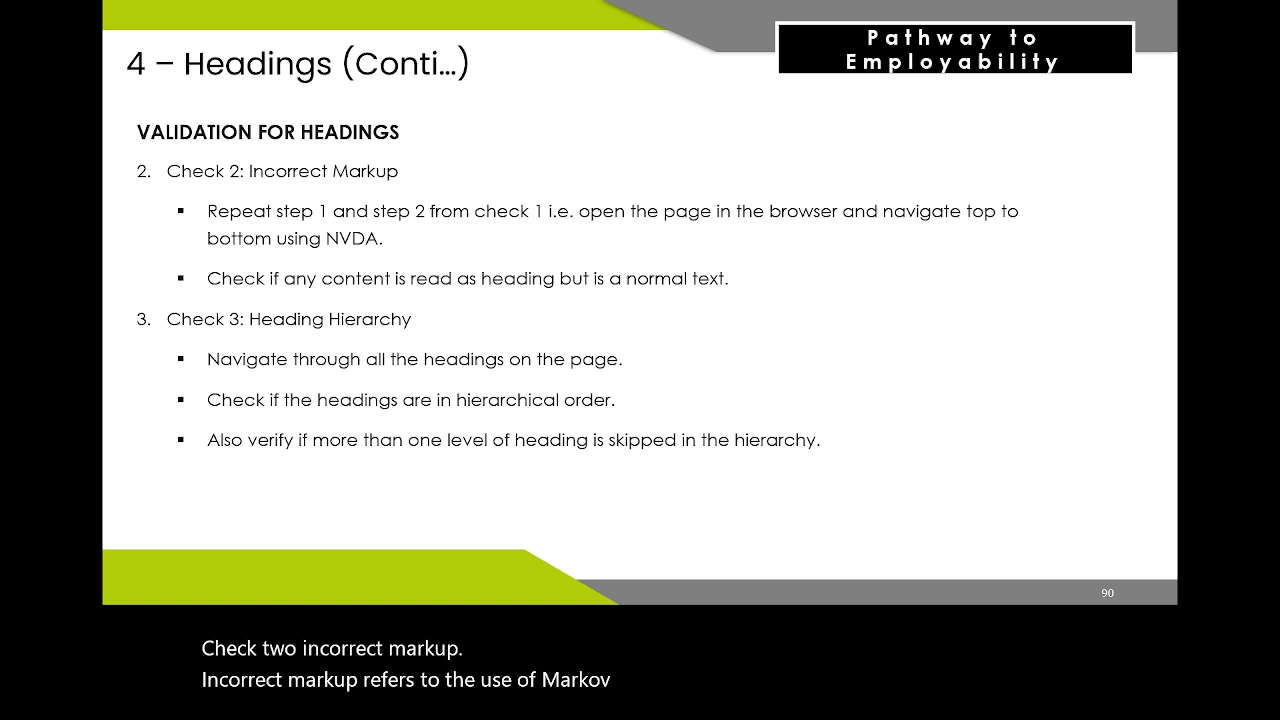 Pathway to
Employability
4 – Headings (Conti…)
VALIDATION FOR HEADINGS
2. Check 2: Incorrect Markup
▪ Repeat step 1 and step 2 from check 1 i.e. open the page in the browser and navigate top to
bottom using NVDA.
▪ Check if any content is read as heading but is a normal text.
3. Check 3: Heading Hierarchy
▪ Navigate through all the headings on the page.
▪ Check if the headings are in hierarchical order.
▪ Also verify if more than one level of heading is skipped in the hierarchy.
90
Check two incorrect markup.
Incorrect markup refers to the use of Markov